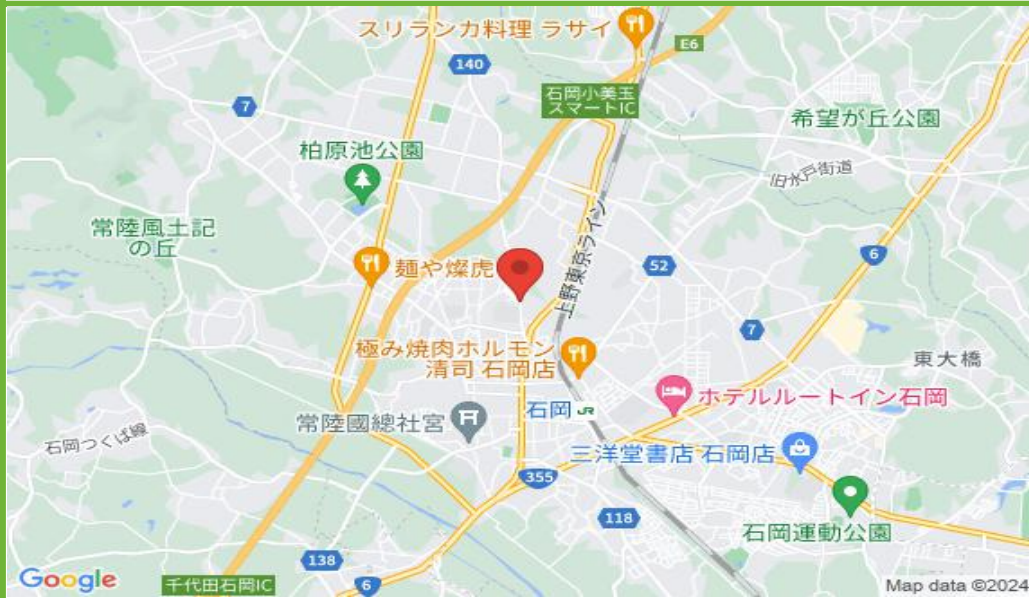 スリランカ料理 ラサイ
E6
140
石岡小美玉
スマートIC
7
希望が丘公園
柏原池公園
旧水戸街道
常陸風土記
の丘
上野東京ライン
6
52
麺や燦虎
7
極み焼肉ホルモン
清司 石岡店
東大橋
ホテルルートイン石岡
石岡 JR
常陸國總社宮
石岡つくば線
三洋堂書店 石岡店
355
118
石岡運動公園
138
6
Google
千代田石岡IC
Map data ©2024